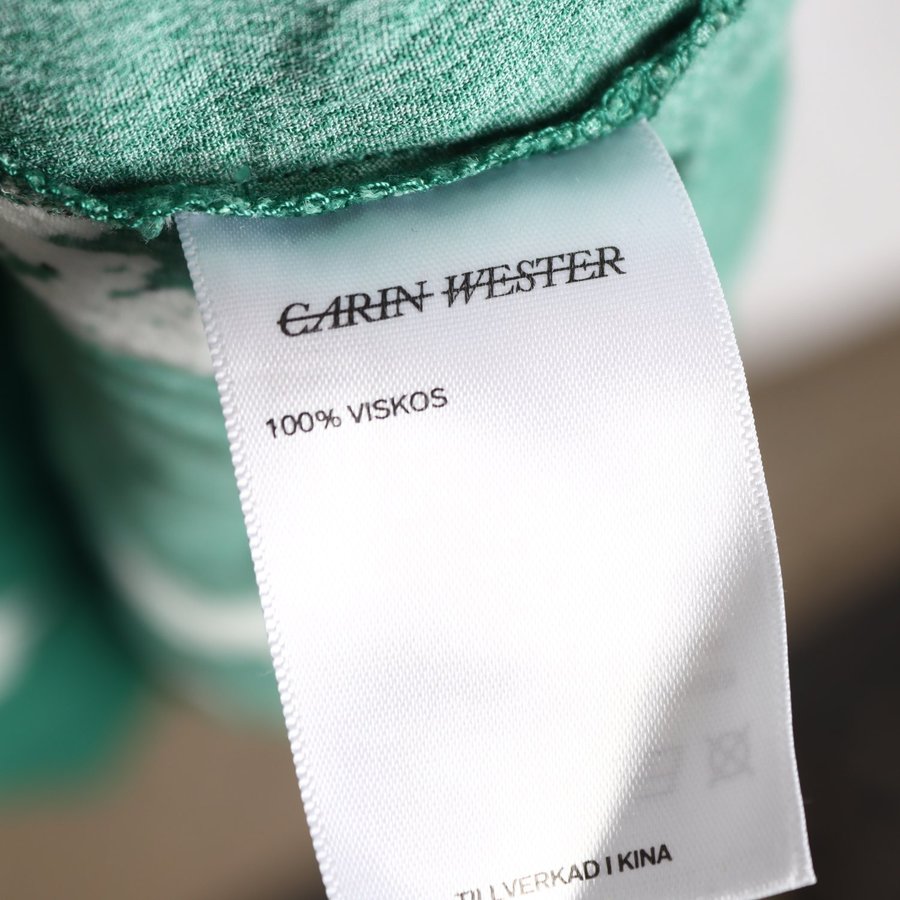 CARIN WESTER
100% VISKOS
TILLVERKAD I KINA